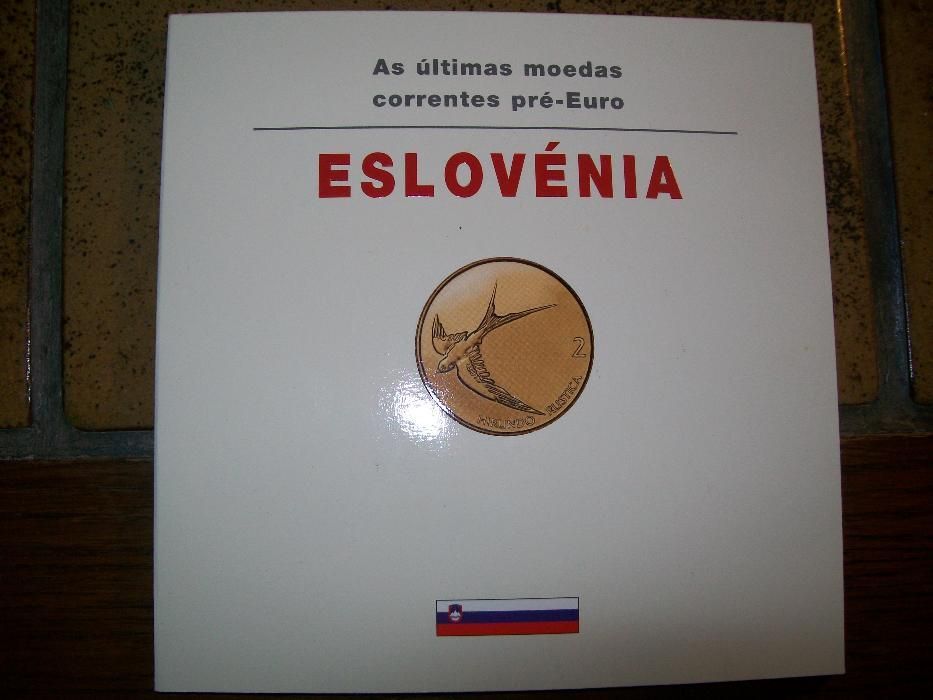 As últimas moedas
correntes pré-Euro
ESLOVÉNIA
2
HIRUNDO RUSTICA